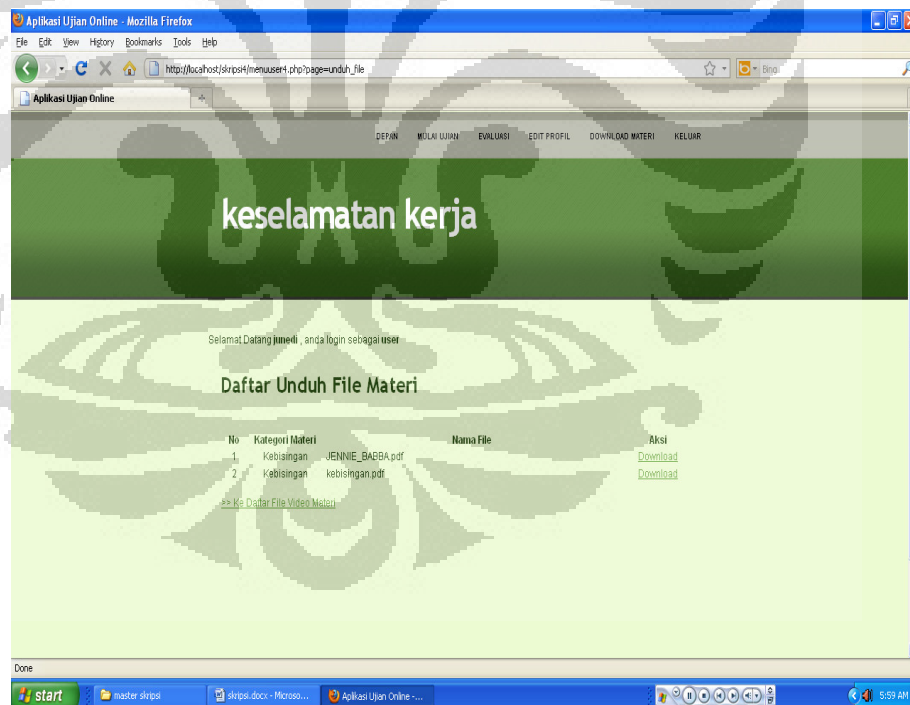 Aplikasi Ujian Online - Mozilla Firefox
File Edit View History Bookmarks Tools Help
http://localhost/skripsi4/menuuser4.php?page=unduh_file
Bing
Aplikasi Ujian Online
DEPAN MULAI UJIAN EVALUASI EDIT PROFIL DOWNLOAD MATERI KELUAR
keselamatan kerja
Selamat Datang junedi , anda login sebagai user
Daftar Unduh File Materi
No Kategori Materi Nama File Aksi
1 Kebisingan JENNIE_BABBA.pdf Download
2 Kebisingan kebisingan.pdf Download
>> Ke Daftar File Video Materi
Done
start master skripsi skripsi.docx - Microso... Aplikasi Ujian Online -... 5:59 AM